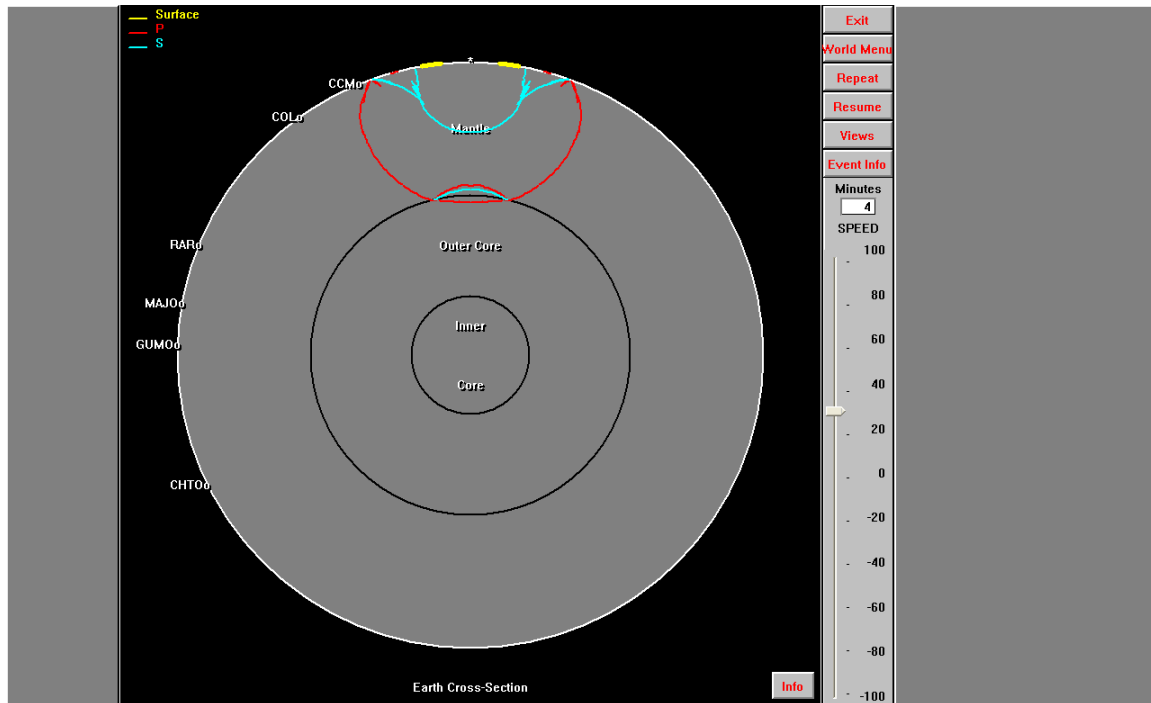 Surface
P
S
*
CCMo
COLo
RARo
MAJOo
GUMOo
CHTOo
Mantle
Outer Core
Inner
Core
Earth Cross-Section
Info
Exit
World Menu
Repeat
Resume
Views
Event Info
Minutes
4
SPEED
100
80
60
40
20
0
-20
-40
-60
-80
-100